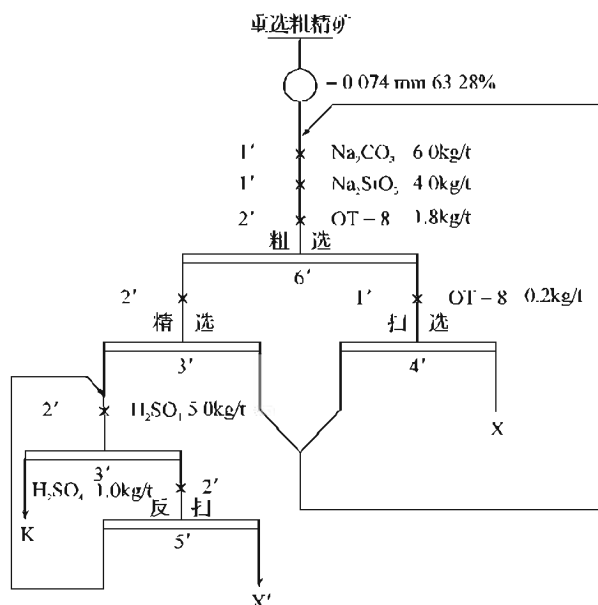 重选粗精矿
－0 074 mm 63 28%
1′ Na2CO3 6 0kg/t
1′ Na2SiO3 4 0kg/t
2′ OT－8 1.8kg/t
粗 选
6′
2′ 1′ OT－8 0.2kg/t
精 选 扫 选
3′ 4′
2′ H2SO4 5 0kg/t
X
3′
H2SO4 1.0kg/t 2′
K 反 扫
5′
X′